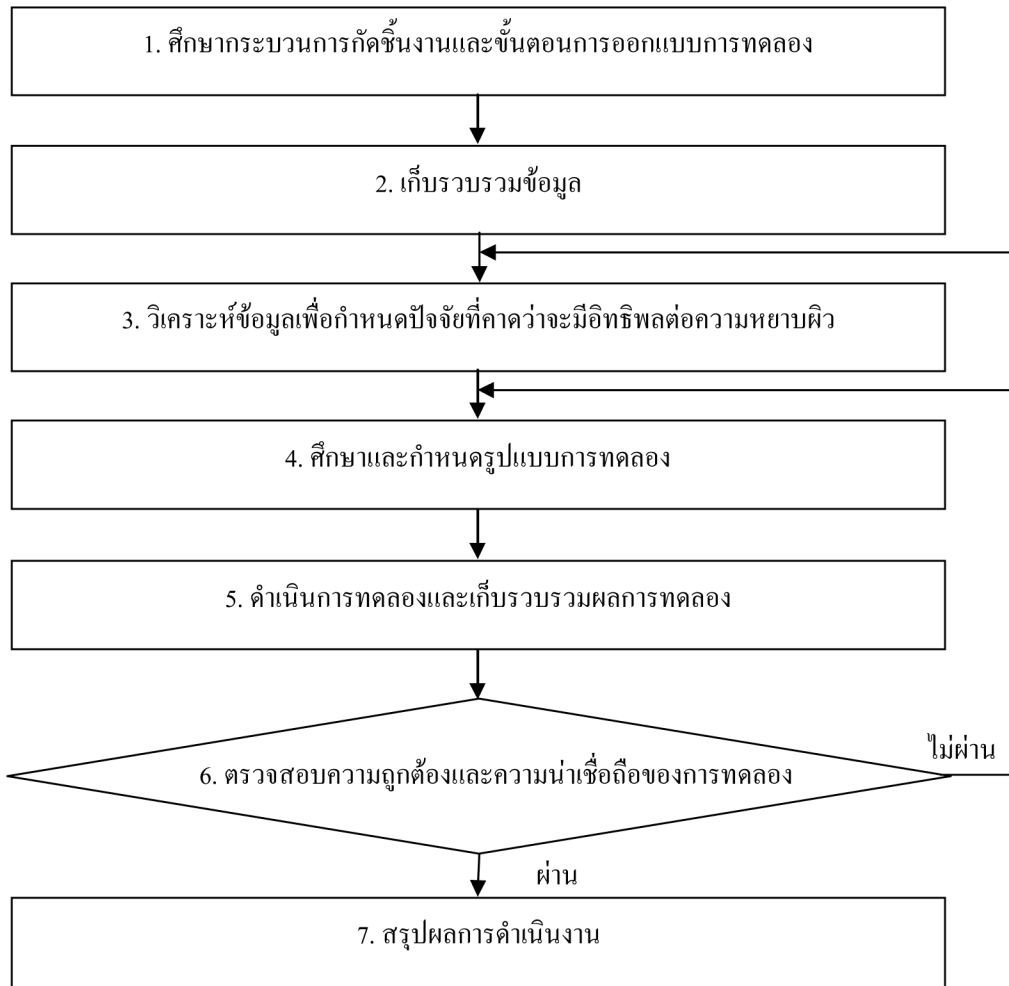 1. ศึกษากระบวนการกัดชิ้นงานและขั้นตอนการออกแบบการทดลอง
2. เก็บรวบรวมข้อมูล
3. วิเคราะห์ข้อมูลเพื่อกำหนดปัจจัยที่คาดว่าจะมีอิทธิพลต่อความหยาบผิว
4. ศึกษาและกำหนดรูปแบบการทดลอง
5. ดำเนินการทดลองและเก็บรวบรวมผลการทดลอง
ไม่ผ่าน
6. ตรวจสอบความถูกต้องและความน่าเชื่อถือของการทดลอง
ผ่าน
7. สรุปผลการดำเนินงาน